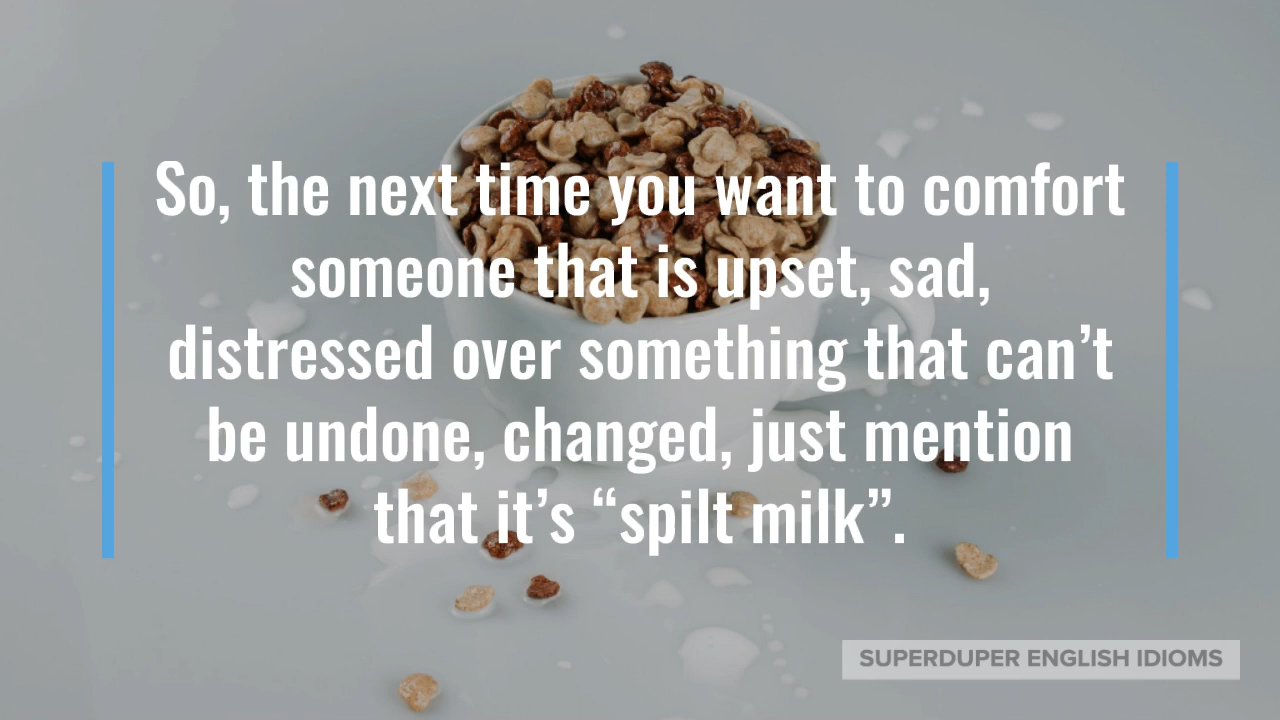 So, the next time you want to comfort
someone that is upset, sad,
distressed over something that can’t
be undone, changed, just mention
that it’s “spilt milk”.
SUPERDUPER ENGLISH IDIOMS